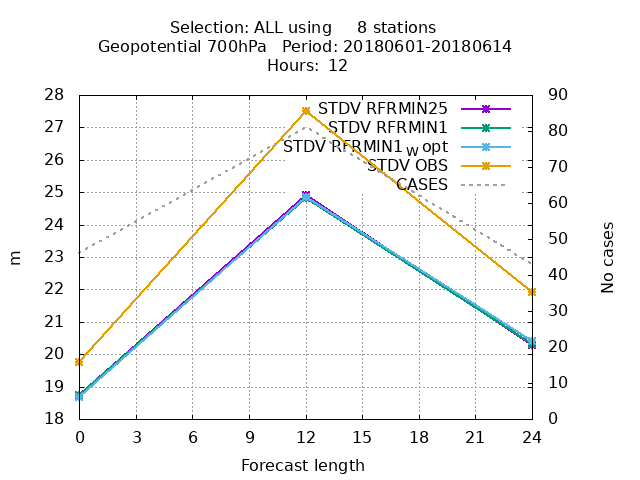 Selection: ALL using     8 stations
Geopotential 700hPa   Period: 20180601-20180614
Hours:  12
28 90
27 80
26 70
25 60
24 50
23 40
22 30
21 20
20 10
19 0
18
STDV RFRMIN25
STDV RFRMIN1
STDV RFRMIN1 w opt
STDV OBS
CASES
m
No cases
0 3 6 9 12 15 18 21 24
Forecast length